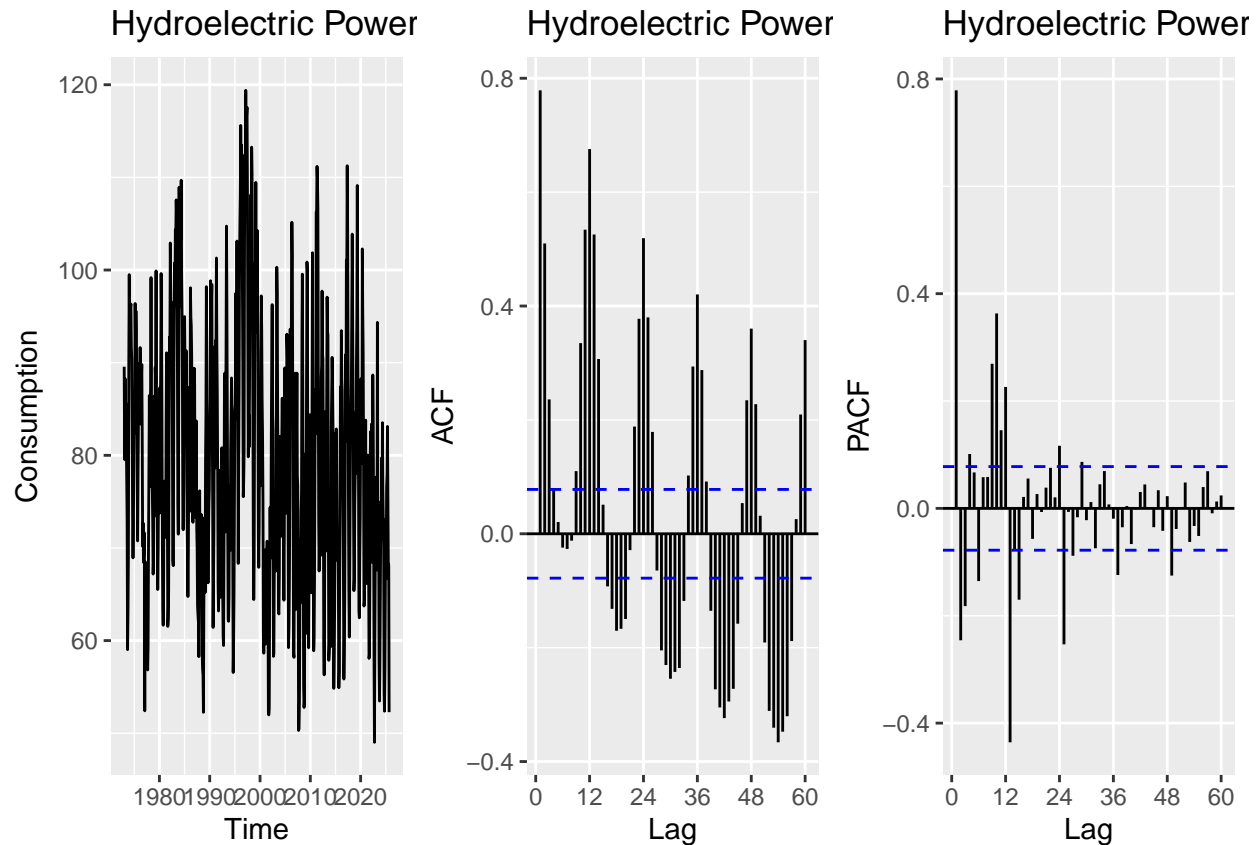 Hydroelectric Power
120
100
80
60
Consumption
1980 1990 2000 2010 2020
Time
Hydroelectric Power
0.8
0.4
0.0
−0.4
ACF
0 12 24 36 48 60
Lag
Hydroelectric Power
0.8
0.4
0.0
−0.4
PACF
0 12 24 36 48 60
Lag